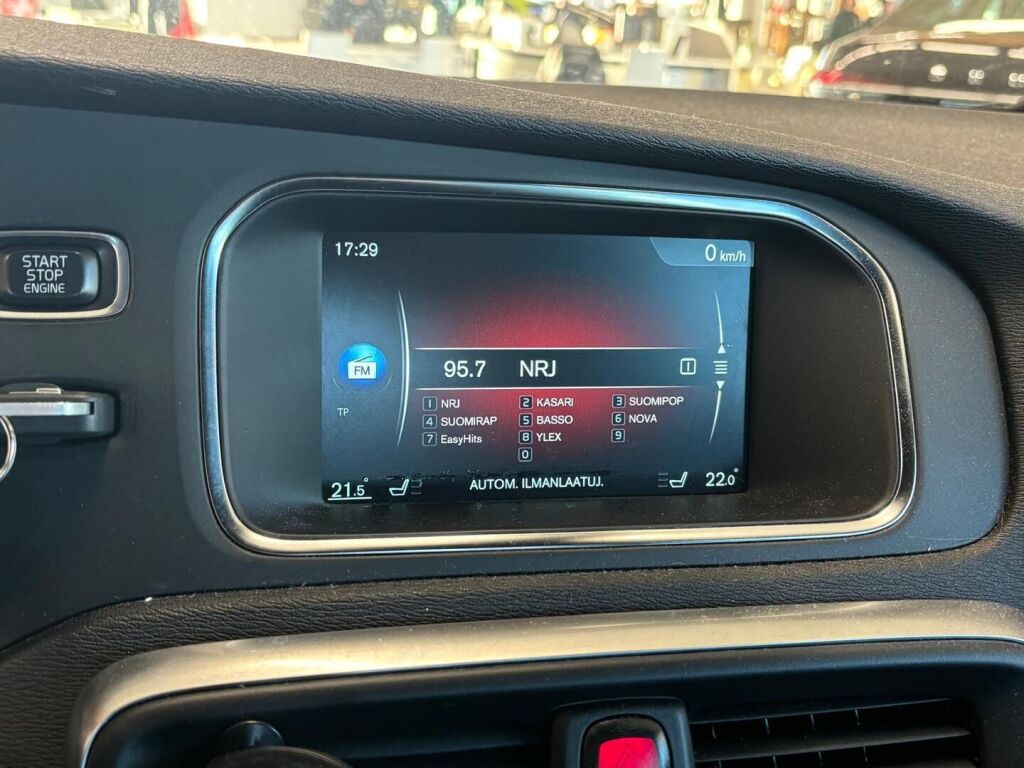 START
STOP
ENGINE
17:29
0 km/h
FM
95.7 NRJ 1
TP
1 NRJ 2 KASARI 3 SUOMIPOP
4 SUOMIRAP 5 BASSO 6 NOVA
7 EasyHits 8 YLEX 9
0
21.5° AUTOM. ILMANLAATUJ. 22.0°